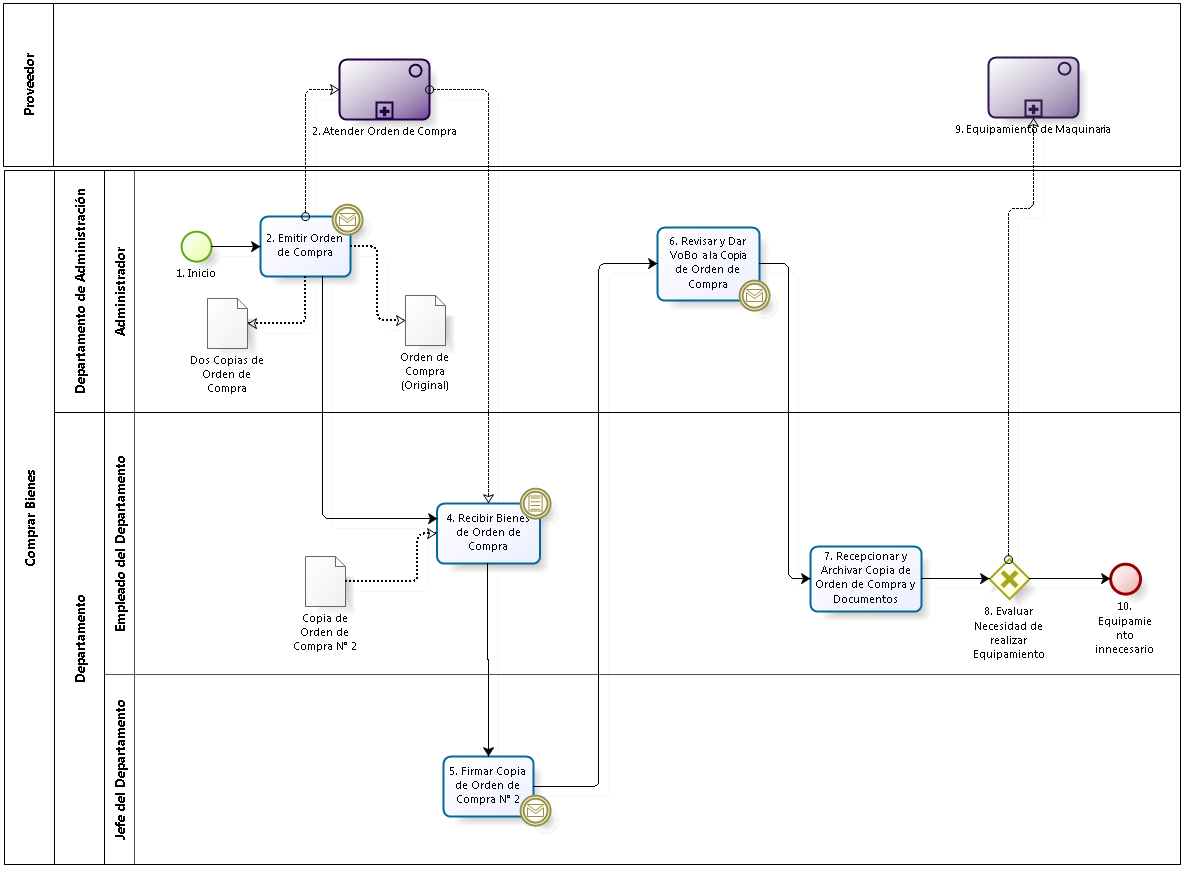 Proveedor
2. Atender Orden de Compra
9. Equipamiento de Maquinaria
Comprar Bienes
Departamento de Administración
Administrador
1. Inicio
2. Emitir Orden
de Compra
Dos Copias de
Orden de
Compra
Orden de
Compra
(Original)
6. Revisar y Dar
VoBo a la Copia
de Orden de
Compra
Departamento
Empleado del Departamento
4. Recibir Bienes
de Orden de
Compra
Copia de
Orden de
Compra N° 2
7. Recepcionar y
Archivar Copia de
Orden de Compra y
Documentos
8. Evaluar
Necesidad de
realizar
Equipamiento
10.
Equipamie
nto
innecesario
Jefe del Departamento
5. Firmar Copia
de Orden de
Compra N° 2